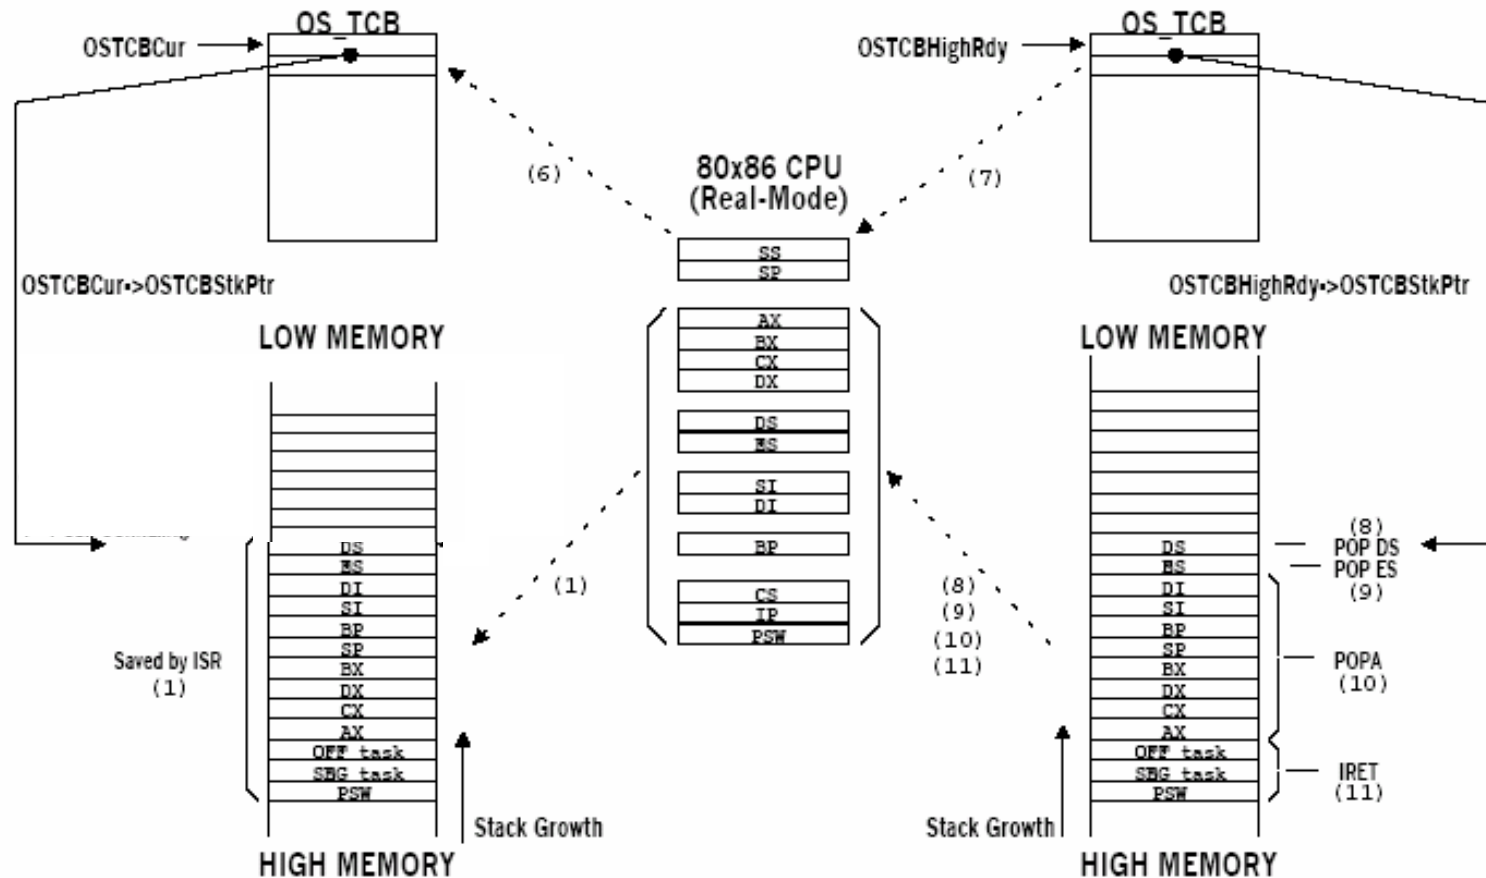 OS_TCB
OSTCBCur
OS_TCB
OSTCBHighRdy
(6)
80x86 CPU
(Real-Mode)
(7)
SS
SP
OSTCBCur->OSTCBStkPtr
OSTCBHighRdy->OSTCBStkPtr
LOW MEMORY
LOW MEMORY
AX
BX
CX
DX
DS
ES
SI
DI
BP
CS
IP
PSW
(1)
(8)
(9)
(10)
(11)
DS
ES
DI
SI
BP
SP
BX
DX
CX
AX
OFF task
SEG task
PSW
Saved by ISR
(1)
Stack Growth
HIGH MEMORY
DS
ES
DI
SI
BP
SP
BX
DX
CX
AX
OFF task
SEG task
PSW
(8)
POP DS
POP ES
(9)
POPA
(10)
IRET
(11)
Stack Growth
HIGH MEMORY